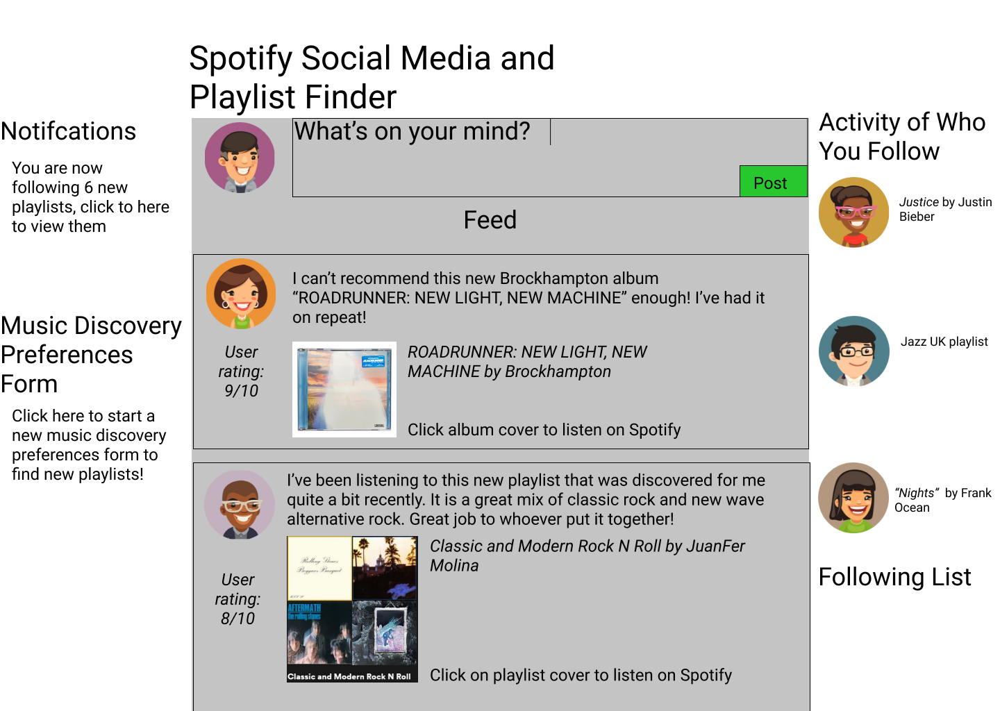 Spotify Social Media and
Playlist Finder
Notifcations
You are now
following 6 new
playlists, click to here
to view them
Music Discovery
Preferences
Form
Click here to start a
new music discovery
preferences form to
find new playlists!
What’s on your mind?
Post
Feed
I can’t recommend this new Brockhampton album
“ROADRUNNER: NEW LIGHT, NEW MACHINE” enough! I’ve had it
on repeat!
User
rating:
9/10
ROADRUNNER
ROADRUNNER: NEW LIGHT, NEW
MACHINE by Brockhampton
Click album cover to listen on Spotify
I’ve been listening to this new playlist that was discovered for me
quite a bit recently. It is a great mix of classic rock and new wave
alternative rock. Great job to whoever put it together!
User
rating:
8/10
Rolling Stones
Beggars Banquet
AFTERMATH
the rolling stones
Classic and Modern Rock N Roll
Classic and Modern Rock N Roll by JuanFer
Molina
Click on playlist cover to listen on Spotify
Activity of Who
You Follow
Justice by Justin
Bieber
Jazz UK playlist
“Nights”  by Frank
Ocean
Following List